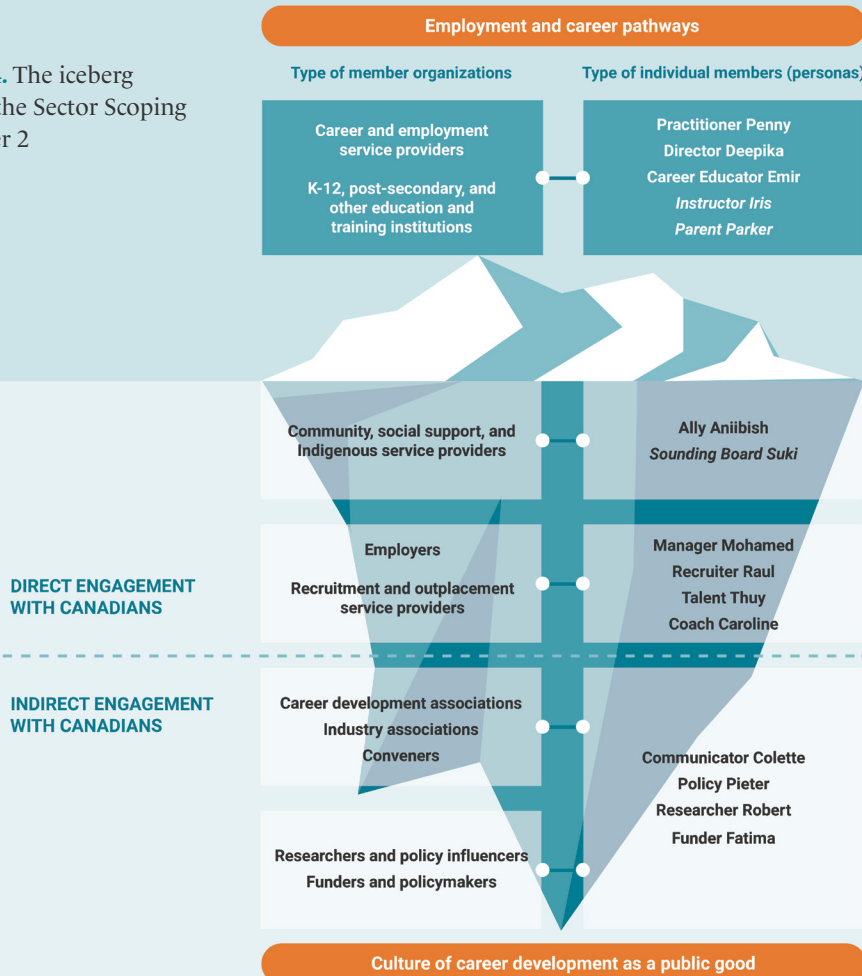 Employment and career pathways
. The iceberg
the Sector Scoping
r 2
Type of member organizations
Type of individual members (personas)
Career and employment
service providers
K-12, post-secondary, and
other education and
training institutions
Practitioner Penny
Director Deepika
Career Educator Emir
Instructor Iris
Parent Parker
Community, social support, and
Indigenous service providers
Ally Aniibish
Sounding Board Suki
DIRECT ENGAGEMENT
WITH CANADIANS
Employers
Recruitment and outplacement
service providers
Manager Mohamed
Recruiter Raul
Talent Thuy
Coach Caroline
INDIRECT ENGAGEMENT
WITH CANADIANS
Career development associations
Industry associations
Conveners
Researchers and policy influencers
Funders and policymakers
Communicator Colette
Policy Pieter
Researcher Robert
Funder Fatima
Culture of career development as a public good